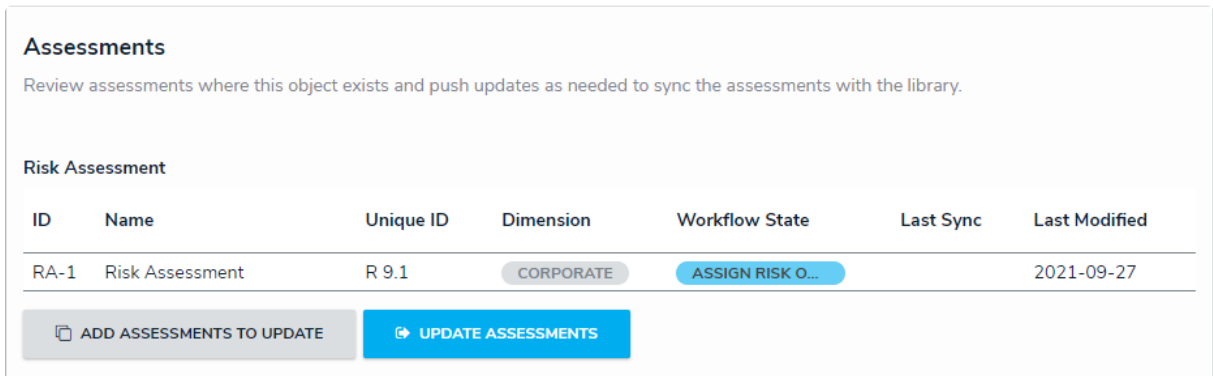 Assessments
Review assessments where this object exists and push updates as needed to sync the assessments with the library.
Risk Assessment
ID Name Unique ID Dimension Workflow State Last Sync Last Modified
RA-1 Risk Assessment R 9.1 CORPORATE ASSIGN RISK O... 2021-09-27
ADD ASSESSMENTS TO UPDATE UPDATE ASSESSMENTS